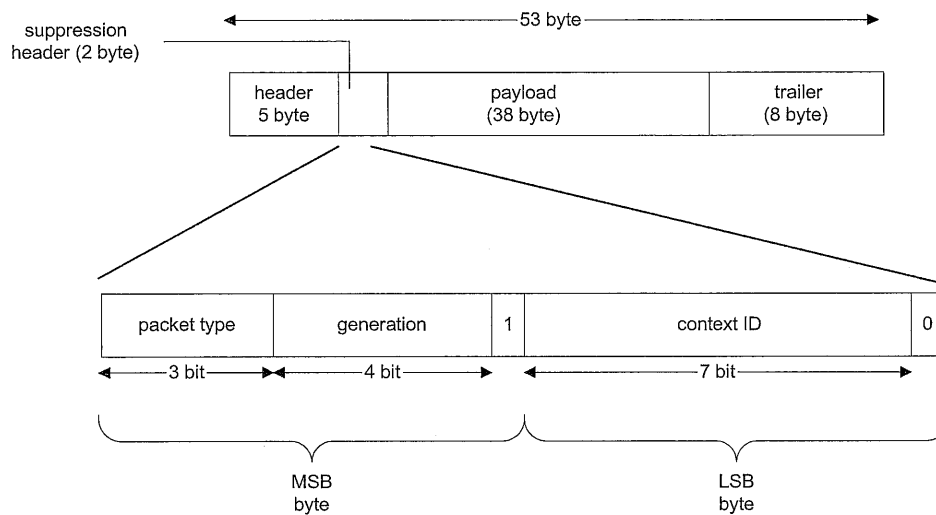 53 byte
suppression
header (2 byte)
header
5 byte
payload
(38 byte)
trailer
(8 byte)
packet type
generation
1
context ID
0
3 bit
4 bit
7 bit
MSB
byte
LSB
byte